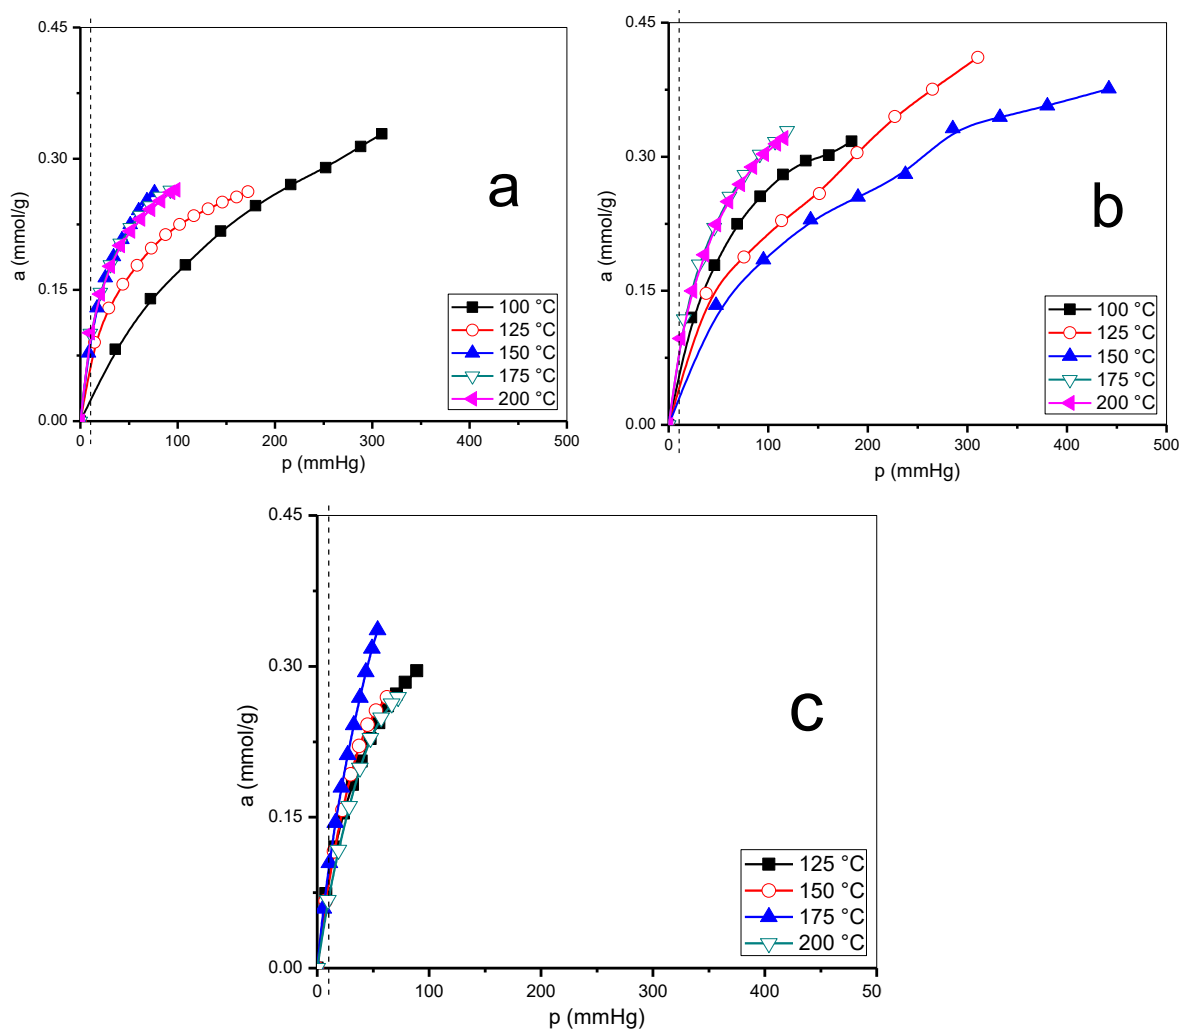 0.45
0.30
0.15
0.00
a (mmol/g)
a
100 °C
125 °C
150 °C
175 °C
200 °C
0 100 200 300 400 500
p (mmHg)
0.45
0.30
0.15
0.00
a (mmol/g)
b
100 °C
125 °C
150 °C
175 °C
200 °C
0 100 200 300 400 500
p (mmHg)
0.45
0.30
0.15
0.00
a (mmol/g)
c
125 °C
150 °C
175 °C
200 °C
0 100 200 300 400 50
p (mmHg)